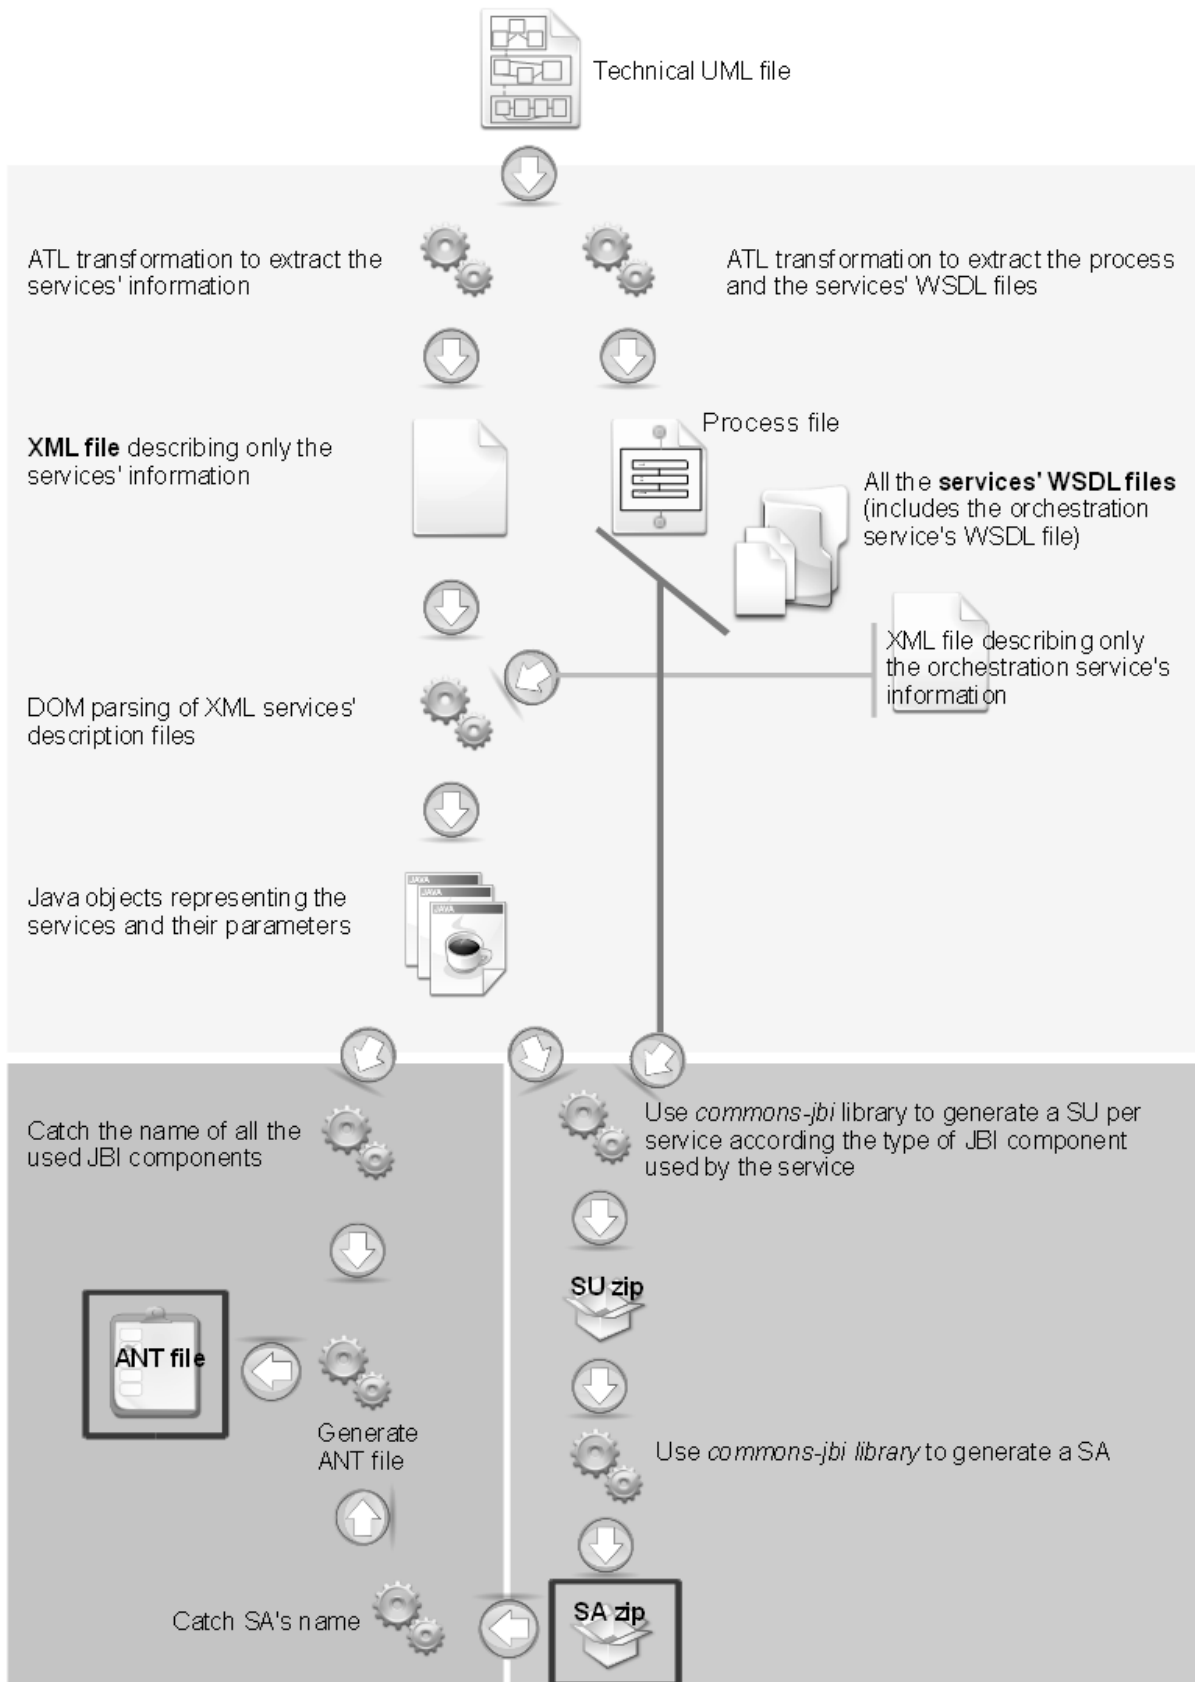 Technical UML file
ATL transformation to extract the
services' information
ATL transformation to extract the process
and the services' WSDL files
XML file describing only the
services' information
Process file
All the services' WSDL files
(includes the orchestration
service's WSDL file)
XML file describing only
the orchestration service's
information
DOM parsing of XML services'
description files
Java objects representing the
services and their parameters
JAVA
JAVA
JAVA
Catch the name of all the
used JBI components
Use commons-jbi library to generate a SU per
service according the type of JBI component
used by the service
SU zip
ANT file
Generate
ANT file
Use commons-jbi library to generate a SA
Catch SA's name
SA zip